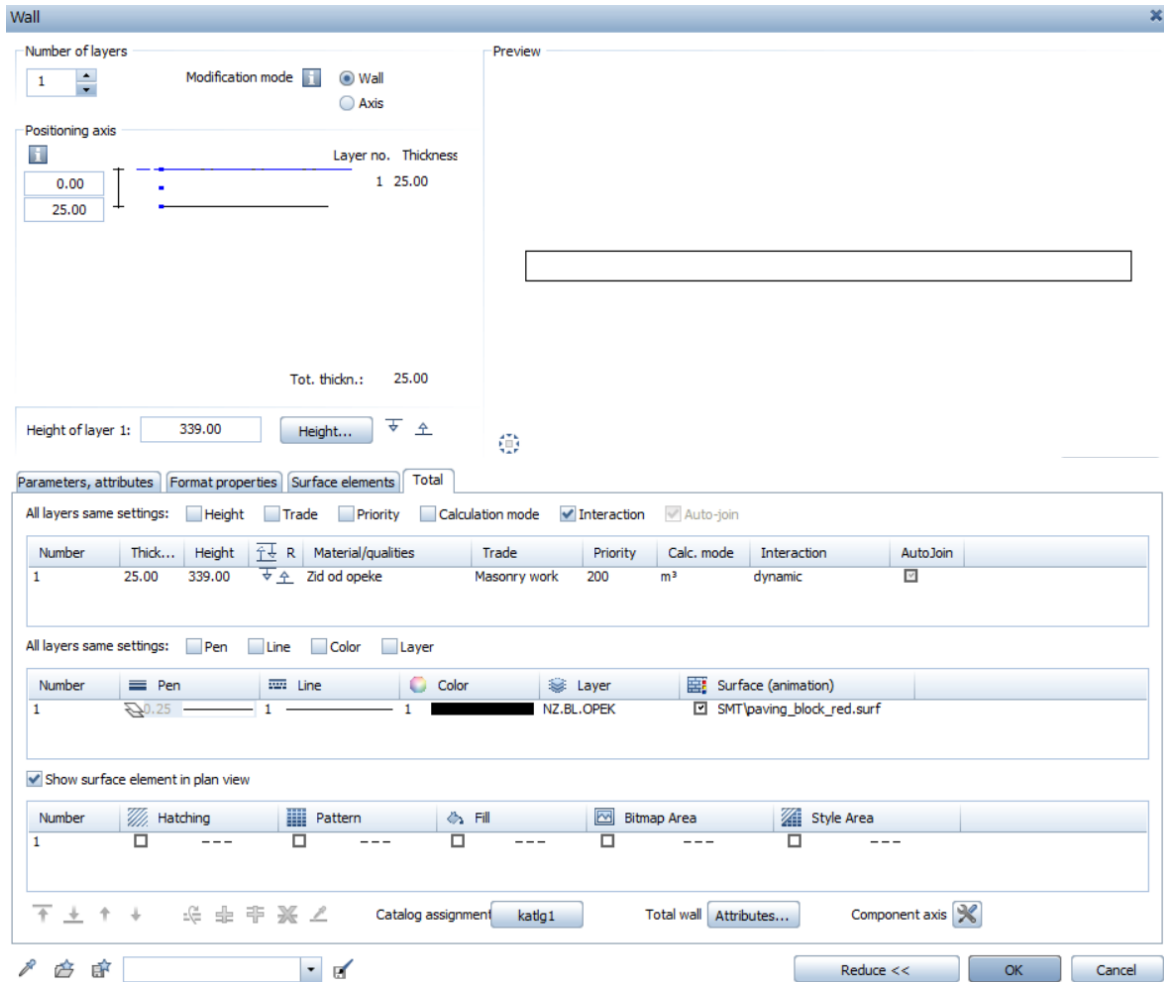 Wall
Number of layers
1
Modification mode
Wall
Axis
Preview
Positioning axis
Layer no. Thickness
0.00
1 25.00
25.00
Tot. thickn.: 25.00
Height of layer 1: 339.00 Height...
Parameters, attributes Format properties Surface elements Total
All layers same settings: Height Trade Priority Calculation mode Interaction Auto-join
Number Thick... Height R Material/qualities Trade Priority Calc. mode Interaction AutoJoin
1 25.00 339.00 Zid od opeke Masonry work 200 m³ dynamic
All layers same settings: Pen Line Color Layer
Number Pen Line Color Layer Surface (animation)
1 0.25 1 1 NZ.BL.OPEK SMT\paving_block_red.surf
Show surface element in plan view
Number Hatching Pattern Fill Bitmap Area Style Area
1 --- --- --- --- ---
Catalog assignment katlg1 Total wall Attributes... Component axis
Reduce << OK Cancel